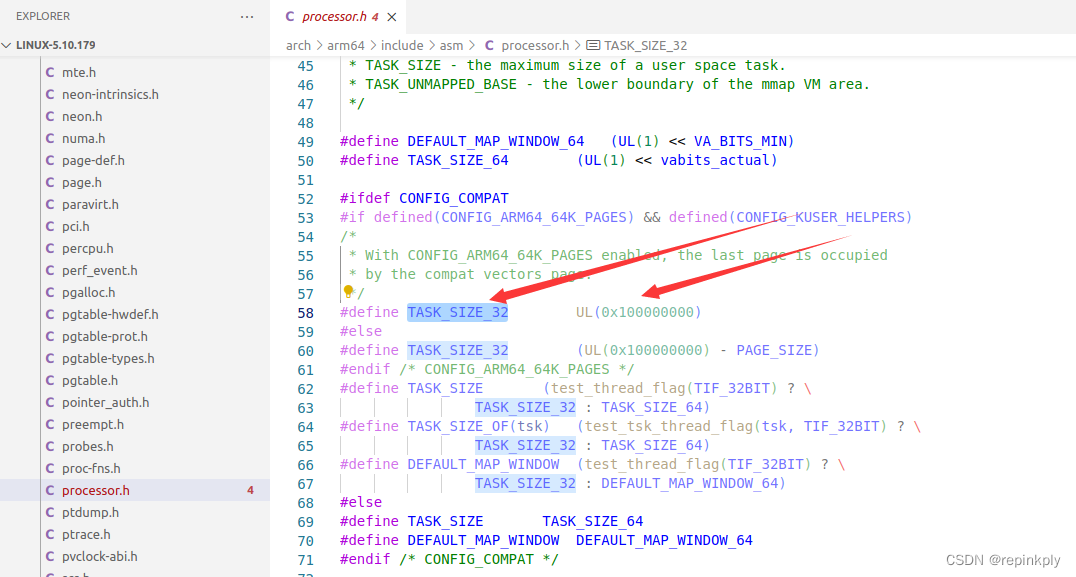 EXPLORER ...
C processor.h 4 ×
LINUX-5.10.179
arch > arm64 > include > asm > C processor.h > TASK_SIZE_32
C mte.h
C neon-intrinsics.h
C neon.h
C numa.h
C page-def.h
C page.h
C paravirt.h
C pci.h
C percpu.h
C perf_event.h
C pgalloc.h
C pgtable-hwdef.h
C pgtable-prot.h
C pgtable-types.h
C pgtable.h
C pointer_auth.h
C preempt.h
C probes.h
C proc-fns.h
C processor.h 4
C ptdump.h
C ptrace.h
C pvclock-abi.h
45 * TASK_SIZE - the maximum size of a user space task.
46 * TASK_UNMAPPED_BASE - the lower boundary of the mmap VM area.
47 */
48
49 #define DEFAULT_MAP_WINDOW_64 (UL(1) << VA_BITS_MIN)
50 #define TASK_SIZE_64 (UL(1) << vabits_actual)
51
52 #ifdef CONFIG_COMPAT
53 #if defined(CONFIG_ARM64_64K_PAGES) && defined(CONFIG_KUSER_HELPERS)
54 /*
55 * With CONFIG_ARM64_64K_PAGES enabled, the last page is occupied
56 * by the compat vectors page.
57 */
58 #define TASK_SIZE_32 UL(0x100000000)
59 #else
60 #define TASK_SIZE_32 (UL(0x100000000) - PAGE_SIZE)
61 #endif /* CONFIG_ARM64_64K_PAGES */
62 #define TASK_SIZE (test_thread_flag(TIF_32BIT) ? \
63 TASK_SIZE_32 : TASK_SIZE_64)
64 #define TASK_SIZE_OF(tsk) (test_tsk_thread_flag(tsk, TIF_32BIT) ? \
65 TASK_SIZE_32 : TASK_SIZE_64)
66 #define DEFAULT_MAP_WINDOW (test_thread_flag(TIF_32BIT) ? \
67 TASK_SIZE_32 : DEFAULT_MAP_WINDOW_64)
68 #else
69 #define TASK_SIZE TASK_SIZE_64
70 #define DEFAULT_MAP_WINDOW DEFAULT_MAP_WINDOW_64
71 #endif /* CONFIG_COMPAT */
CSDN @repinkply